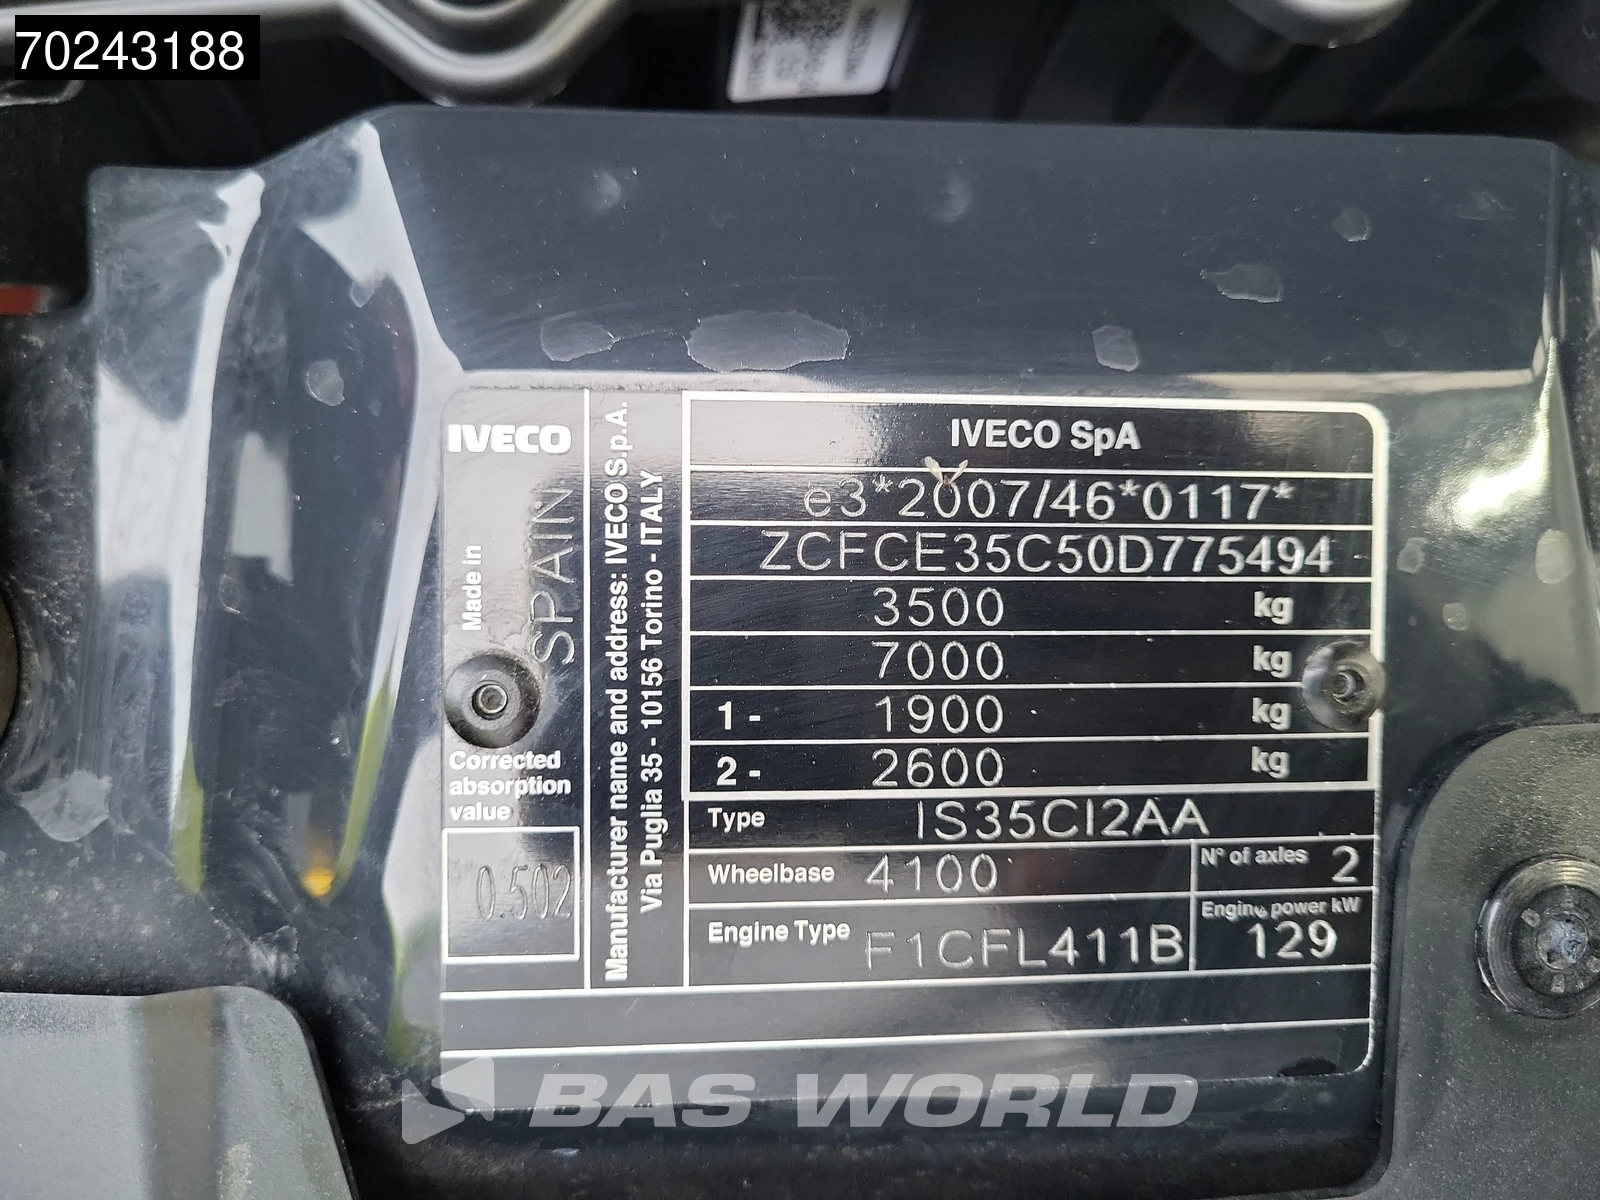 70243188
IVECO
Made in
SPAIN
Corrected
absorption
value
0.502
Manufacturer name and address: IVECO S.p.A.
Via Puglia 35 - 10156 Torino - ITALY
IVECO SpA
e3*2007/46*0117*
ZCFCE35C50D775494
3500 kg
7000 kg
1 - 1900 kg
2 - 2600 kg
Type IS35CI2AA
Wheelbase 4100
N° of axles 2
Engine Type F1CFL411B
Engine power kW
129
BAS WORLD